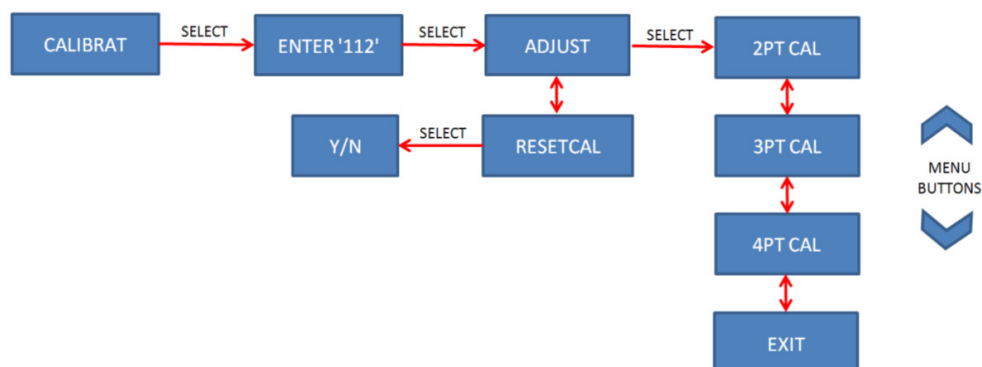 CALIBRAT
SELECT
ENTER '112'
SELECT
ADJUST
SELECT
2PT CAL
Y/N
SELECT
RESETCAL
3PT CAL
MENU
BUTTONS
4PT CAL
EXIT